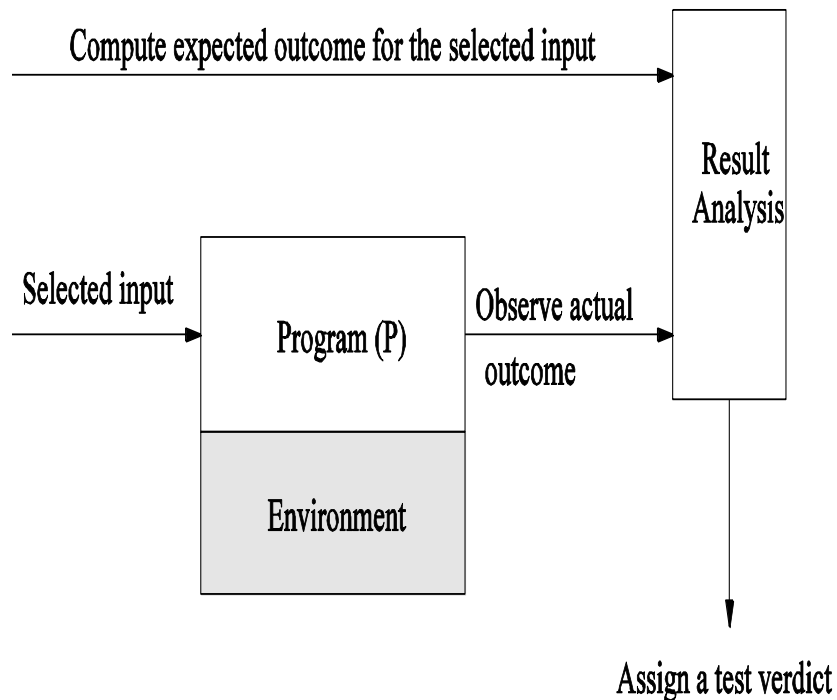 Compute expected outcome for the selected input
Result
Analysis
Selected input
Program (P)
Observe actual
outcome
Environment
Assign a test verdict